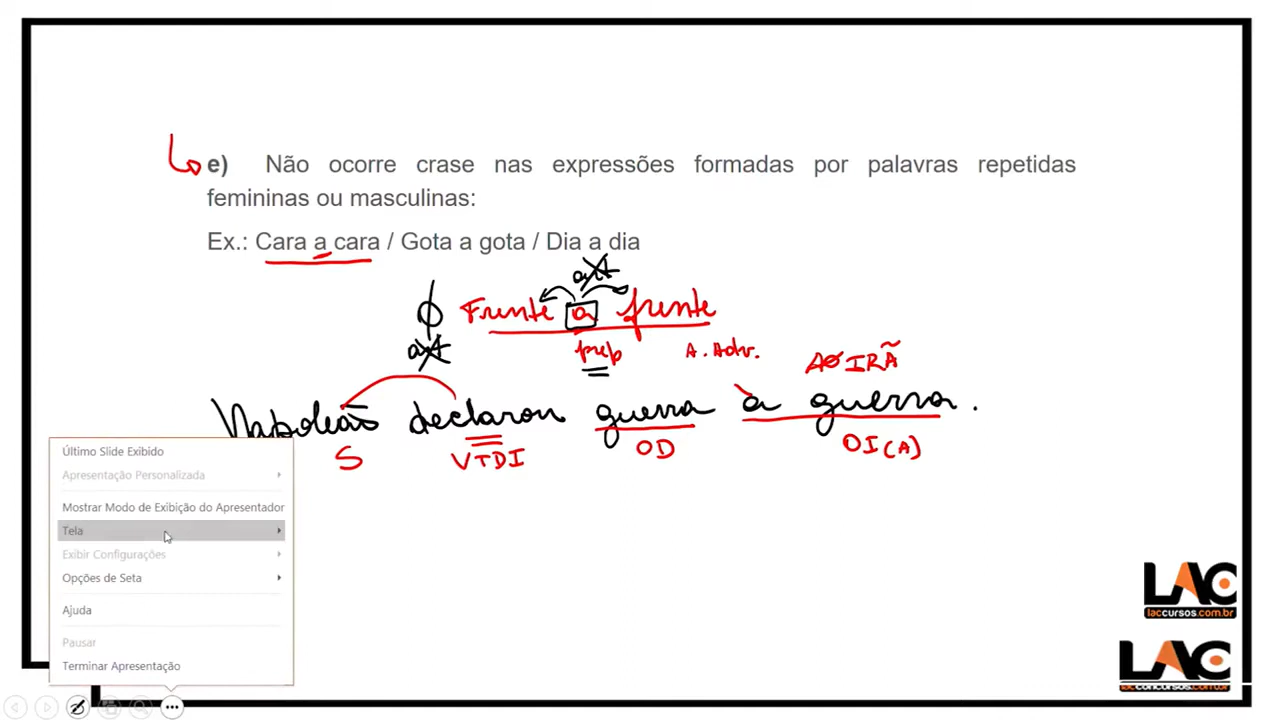 e) Não ocorre crase nas expressões formadas por palavras repetidas
femininas ou masculinas:
Ex.: Cara a cara / Gota a gota / Dia a dia
art
Frente a frente
art
prep A. Adv.
AO IRÃ
Napoleão declarou guerra à guerra.
S VTDI OD OI(A)
Último Slide Exibido
Apresentação Personalizada
Mostrar Modo de Exibição do Apresentador
Tela
Exibir Configurações
Opções de Seta
Ajuda
Pausar
Terminar Apresentação
LAC
laccursos.com.br
LAC
lacconcursos.com.br